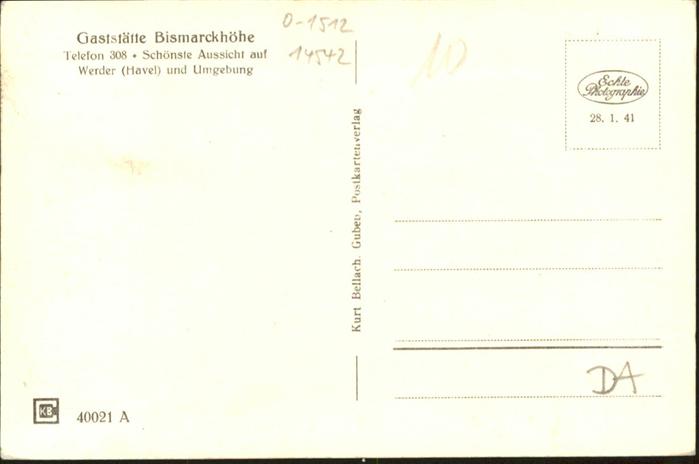 Gaststätte Bismarckhöhe
Telefon 308 • Schönste Aussicht auf
Werder (Havel) und Umgebung
O-1512
14542
10
Echte
Photographie
28. 1. 41
Kurt Bellach, Guben, Postkartenverlag
DA
KB
40021 A